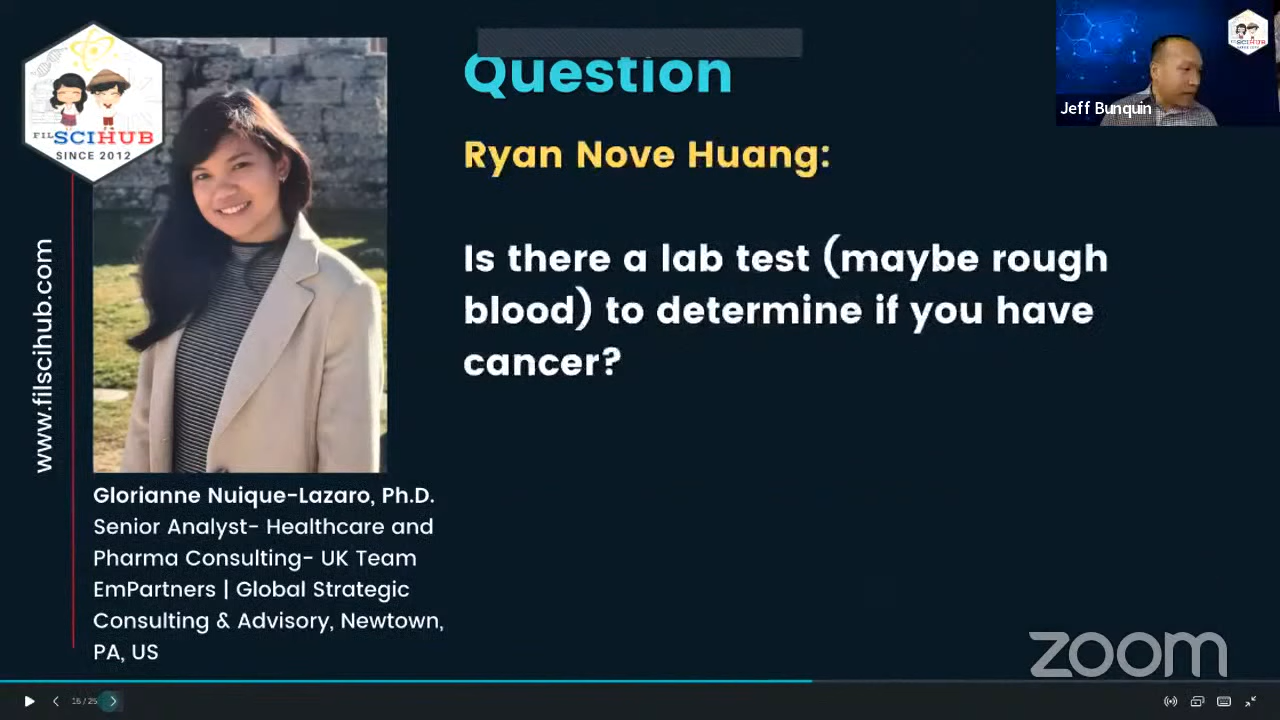 Question
Jeff Bunquin
Ryan Nove Huang:
Is there a lab test (maybe rough
blood) to determine if you have
cancer?
FILSCIHUB
SINCE 2012
www.filscihub.com
Glorianne Nuique-Lazaro, Ph.D.
Senior Analyst- Healthcare and
Pharma Consulting- UK Team
EmPartners | Global Strategic
Consulting & Advisory, Newtown,
PA, US
zoom